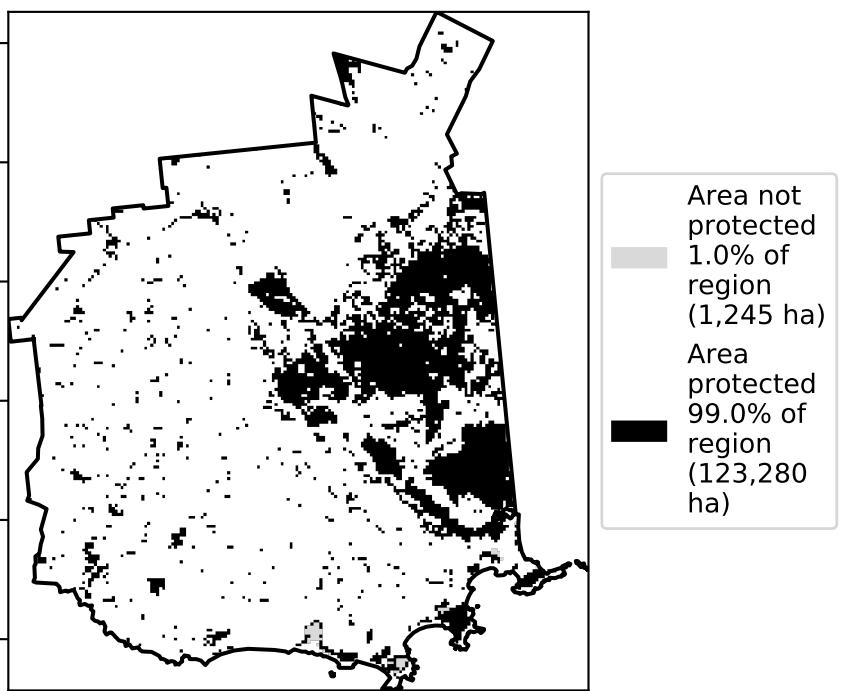 Area not
protected
1.0% of
region
(1,245 ha)
Area
protected
99.0% of
region
(123,280
ha)